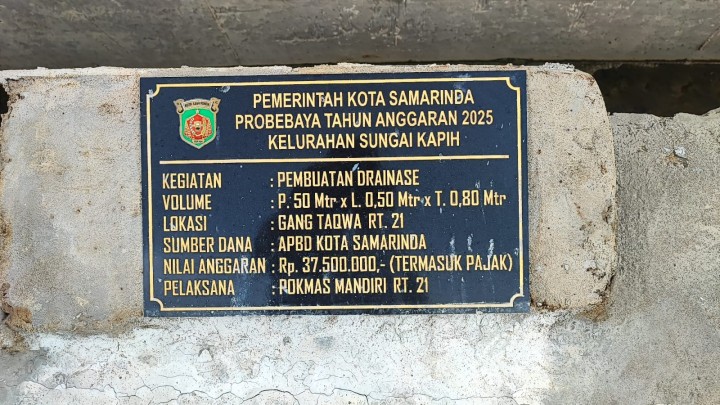 PEMERINTAH KOTA SAMARINDA
PROBEBAYA TAHUN ANGGARAN 2025
KELURAHAN SUNGAI KAPIH
KEGIATAN : PEMBUATAN DRAINASE
VOLUME : P. 50 Mtr x L. 0,50 Mtr x T. 0,80 Mtr
LOKASI : GANG TAQWA RT. 21
SUMBER DANA : APBD KOTA SAMARINDA
NILAI ANGGARAN : Rp. 37.500.000,- (TERMASUK PAJAK)
PELAKSANA : POKMAS MANDIRI RT. 21